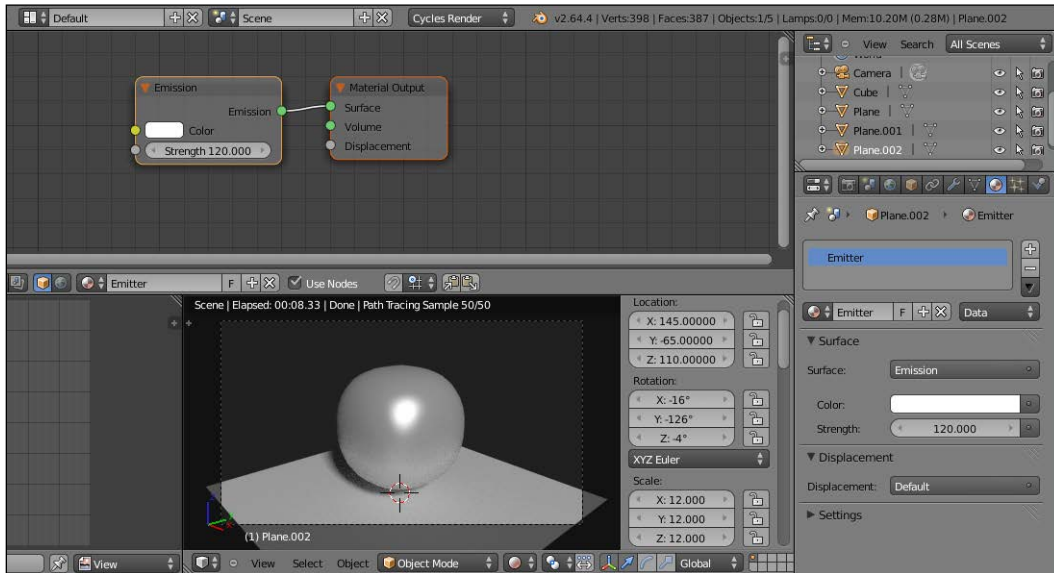 Default
Scene
Cycles Render
v2.64.4 | Verts:398 | Faces:387 | Objects:1/5 | Lamps:0/0 | Mem:10.20M (0.28M) | Plane.002
Emission
Emission
Color
Strength 120.000
Material Output
Surface
Volume
Displacement
View Search All Scenes
Camera
Cube
Plane
Plane.001
Plane.002
Plane.002
Emitter
Emitter
Emitter F Data
Surface
Surface: Emission
Color:
Strength: 120.000
Displacement
Displacement: Default
Settings
Emitter F Use Nodes
Scene | Elapsed: 00:08.33 | Done | Path Tracing Sample 50/50
(1) Plane.002
Location:
X: 145.00000
Y: -65.00000
Z: 110.00000
Rotation:
X: -16°
Y: -126°
Z: -4°
XYZ Euler
Scale:
X: 12.000
Y: 12.000
Z: 12.000
View
View Select Object Object Mode Global